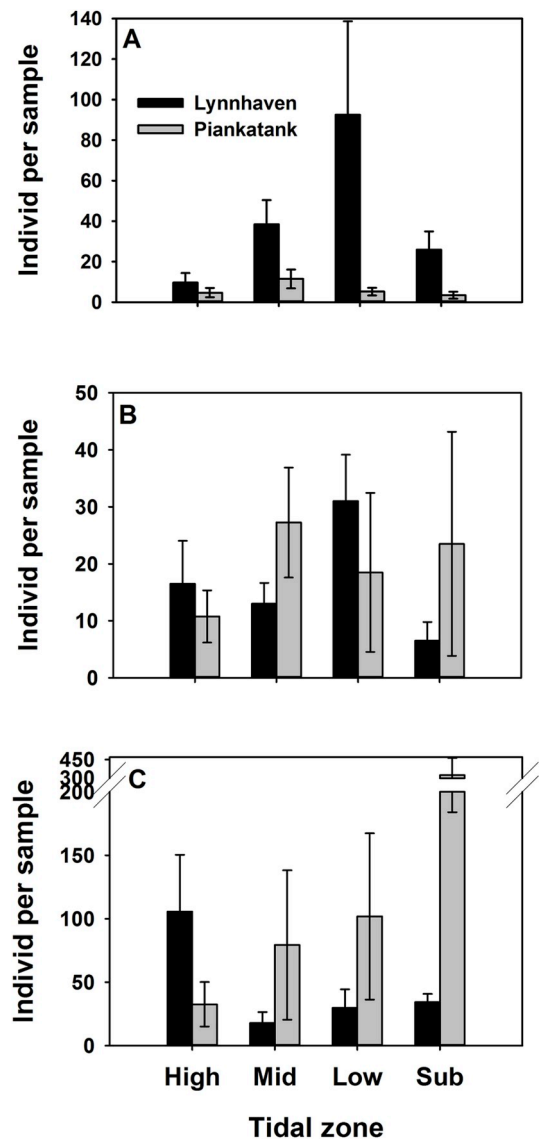 A
Individ per sample
140
120
100
80
60
40
20
0
Lynnhaven
Piankatank
B
Individ per sample
50
40
30
20
10
0
C
Individ per sample
450
300
200
150
100
50
0
High Mid Low Sub
Tidal zone